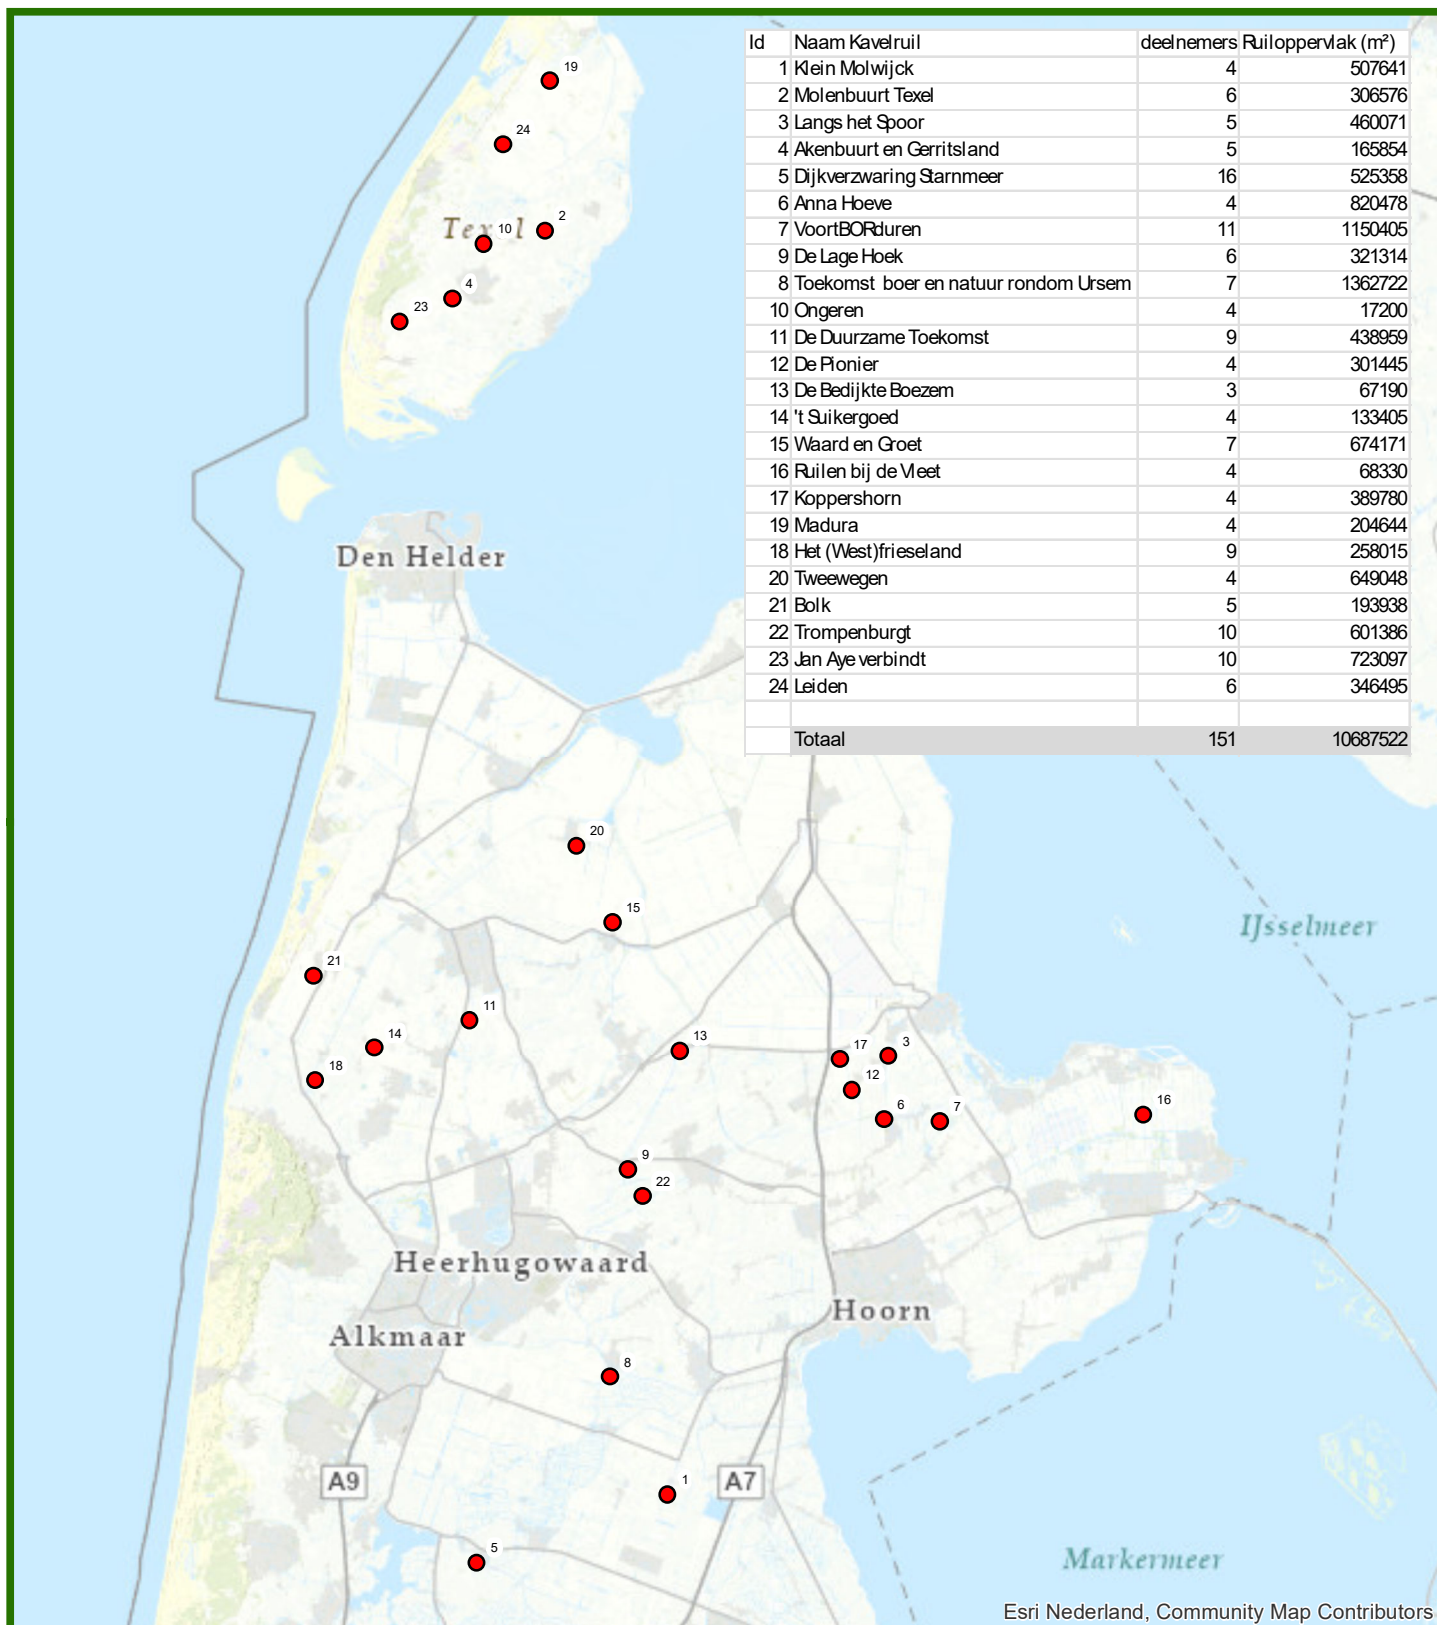 Id Naam Kavelruil deelnemers Ruiloppervlak (m²)
1 Klein Molwijck 4 507641
2 Molenbuurt Texel 6 306576
3 Langs het Spoor 5 460071
4 Akenbuurt en Gerritsland 5 165854
5 Dijkverzwaring Starnmeer 16 525358
6 Anna Hoeve 4 820478
7 VoortBORduren 11 1150405
9 De Lage Hoek 6 321314
8 Toekomst boer en natuur rondom Ursem 7 1362722
10 Ongeren 4 17200
11 De Duurzame Toekomst 9 438959
12 De Pionier 4 301445
13 De Bedijkte Boezem 3 67190
14 't Suikergoed 4 133405
15 Waard en Groet 7 674171
16 Ruilen bij de Vleet 4 68330
17 Koppershorn 4 389780
19 Madura 4 204644
18 Het (West)frieseland 9 258015
20 Tweewegen 4 649048
21 Bolk 5 193938
22 Trompenburgt 10 601386
23 Jan Aye verbindt 10 723097
24 Leiden 6 346495
Totaal 151 10687522
19
24
Texel
2
10
4
23
Den Helder
20
15
IJsselmeer
21
11
14
13
17
3
18
12
6
7
16
9
22
Heerhugowaard
Hoorn
Alkmaar
8
A9
A7
1
5
Markermeer
Esri Nederland, Community Map Contributors